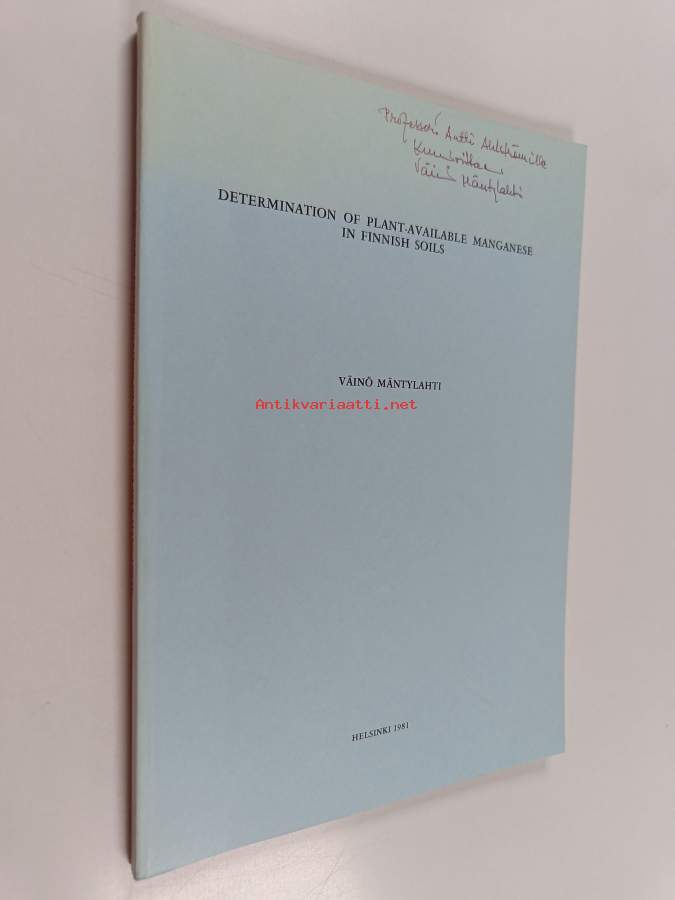 Professori Antti
Kunnioittaen
Väinö Mäntylahti
DETERMINATION OF PLANT-AVAILABLE MANGANESE
IN FINNISH SOILS
VÄINÖ MÄNTYLAHTI
Antikvariaatti.net
HELSINKI 1981